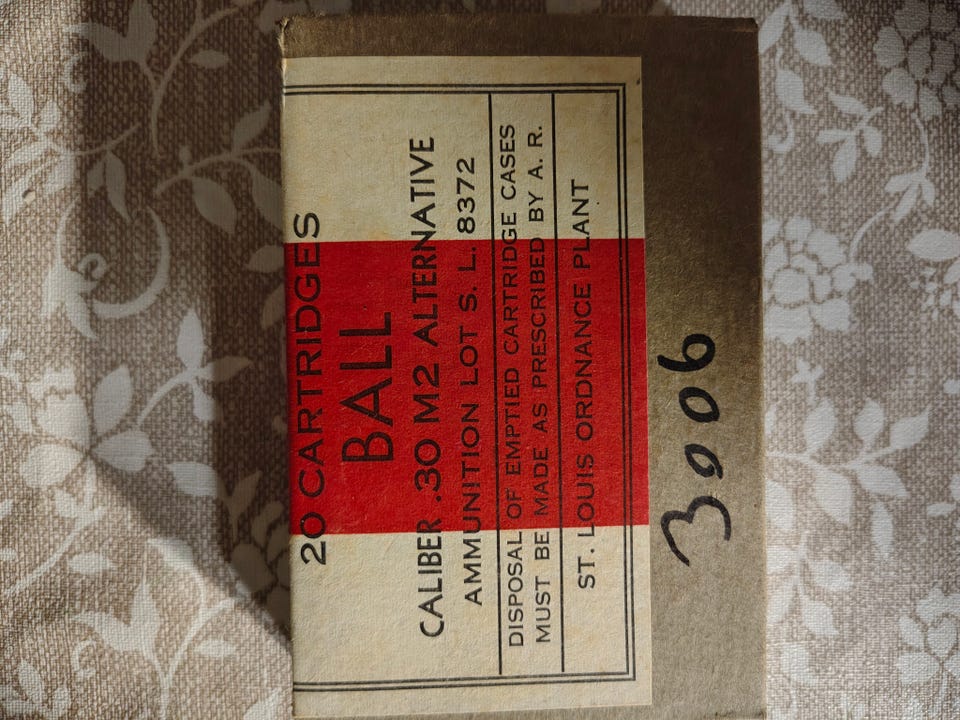 20 CARTRIDGES
BALL
CALIBER .30 M2 ALTERNATIVE
AMMUNITION LOT S. L. 8372
DISPOSAL OF EMPTIED CARTRIDGE CASES
MUST BE MADE AS PRESCRIBED BY A. R.
ST. LOUIS ORDNANCE PLANT
3006